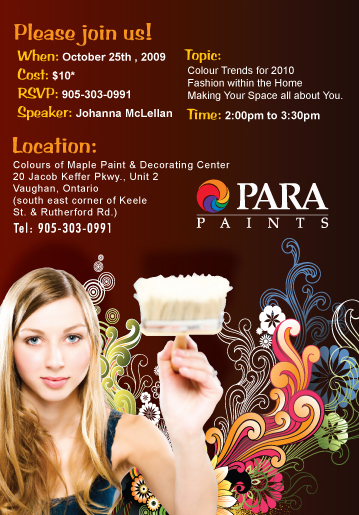 Please join us!
When: October 25th , 2009
Cost: $10*
RSVP: 905-303-0991
Speaker: Johanna McLellan
Topic:
Colour Trends for 2010
Fashion within the Home
Making Your Space all about You.
Time: 2:00pm to 3:30pm
Location:
Colours of Maple Paint & Decorating Center
20 Jacob Keffer Pkwy., Unit 2
Vaughan, Ontario
(south east corner of Keele
St. & Rutherford Rd.)
Tel: 905-303-0991
PARA
PAINTS